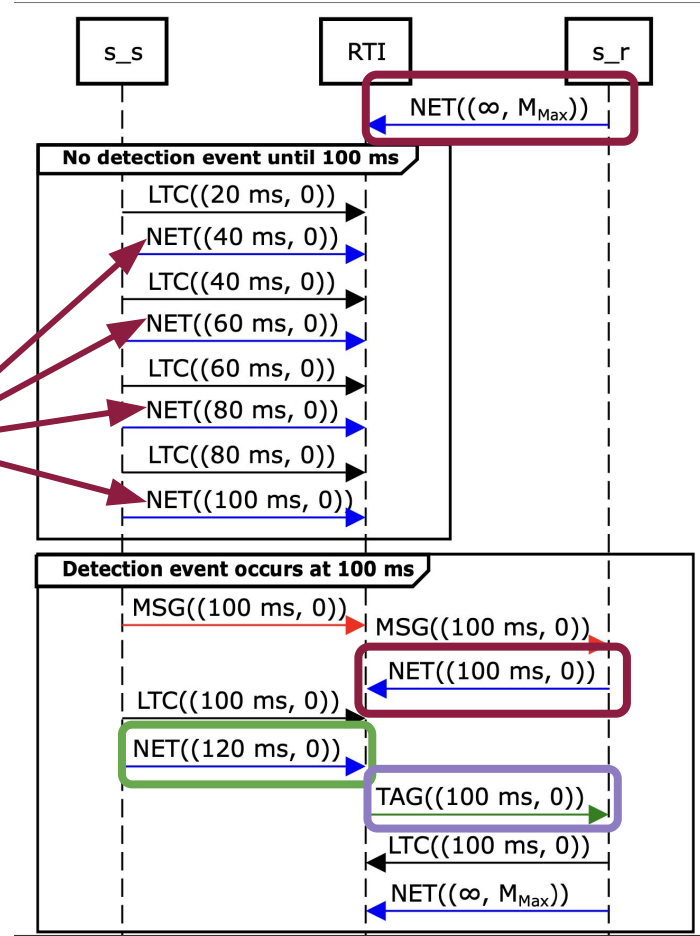 s_s RTI s_r
NET((∞, M_Max))
No detection event until 100 ms
LTC((20 ms, 0))
NET((40 ms, 0))
LTC((40 ms, 0))
NET((60 ms, 0))
LTC((60 ms, 0))
NET((80 ms, 0))
LTC((80 ms, 0))
NET((100 ms, 0))
Detection event occurs at 100 ms
MSG((100 ms, 0))
MSG((100 ms, 0))
NET((100 ms, 0))
LTC((100 ms, 0))
NET((120 ms, 0))
TAG((100 ms, 0))
LTC((100 ms, 0))
NET((∞, M_Max))